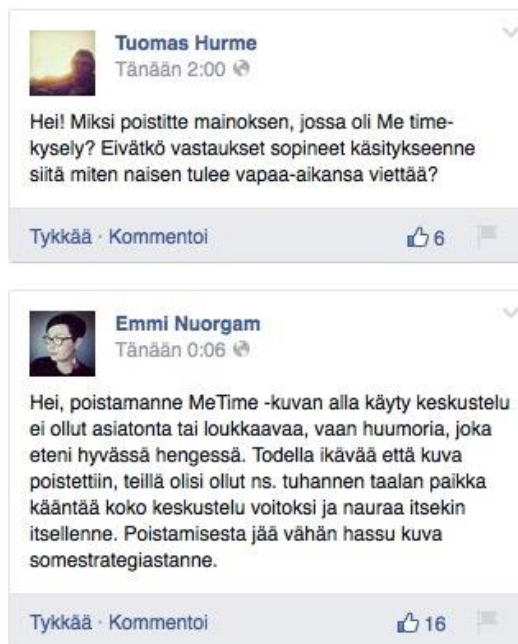 Tuomas Hurme
Tänään 2:00
Hei! Miksi poistitte mainoksen, jossa oli Me time-
kysely? Eivätkö vastaukset sopineet käsitykseenne
siitä miten naisen tulee vapaa-aikansa viettää?
Tykkää · Kommentoi 6
Emmi Nuorgam
Tänään 0:06
Hei, poistamanne MeTime -kuvan alla käyty keskustelu
ei ollut asiatonta tai loukkaavaa, vaan huumoria, joka
eteni hyvässä hengessä. Todella ikävää että kuva
poistettiin, teillä olisi ollut ns. tuhannen taalan paikka
kääntää koko keskustelu voitoksi ja nauraa itsekin
itsellenne. Poistamisesta jää vähän hassu kuva
somestrategiastanne.
Tykkää · Kommentoi 16